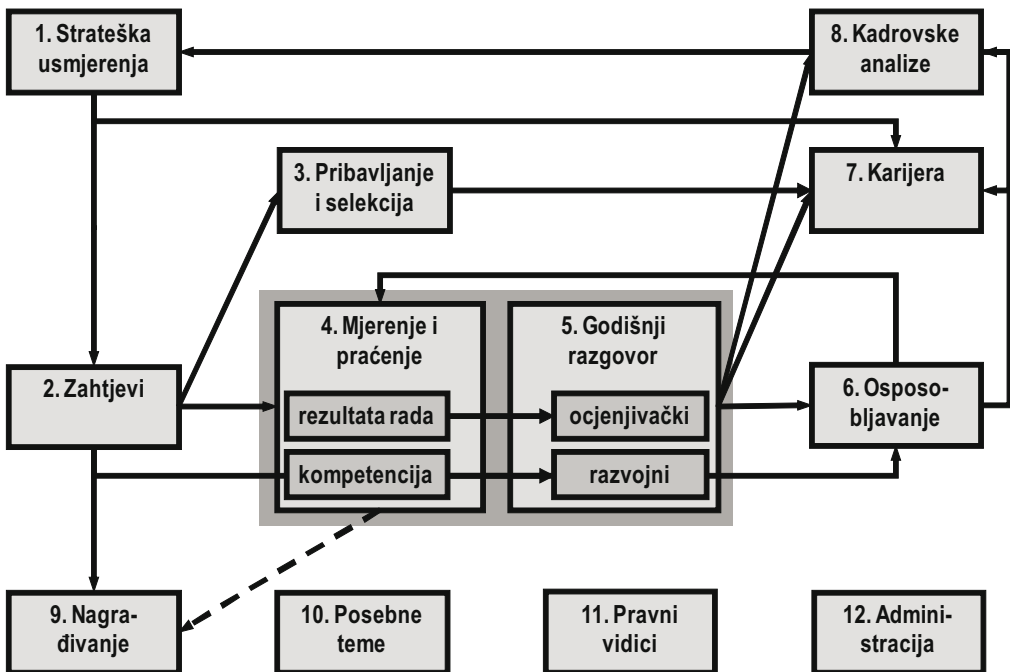 1. Strateška
usmjerenja
8. Kadrovske
analize
3. Pribavljanje
i selekcija
7. Karijera
4. Mjerenje i
praćenje
5. Godišnji
razgovor
2. Zahtjevi
6. Osposo-
bljavanje
rezultata rada
ocjenjivački
kompetencija
razvojni
9. Nagra-
đivanje
10. Posebne
teme
11. Pravni
vidici
12. Admini-
stracija